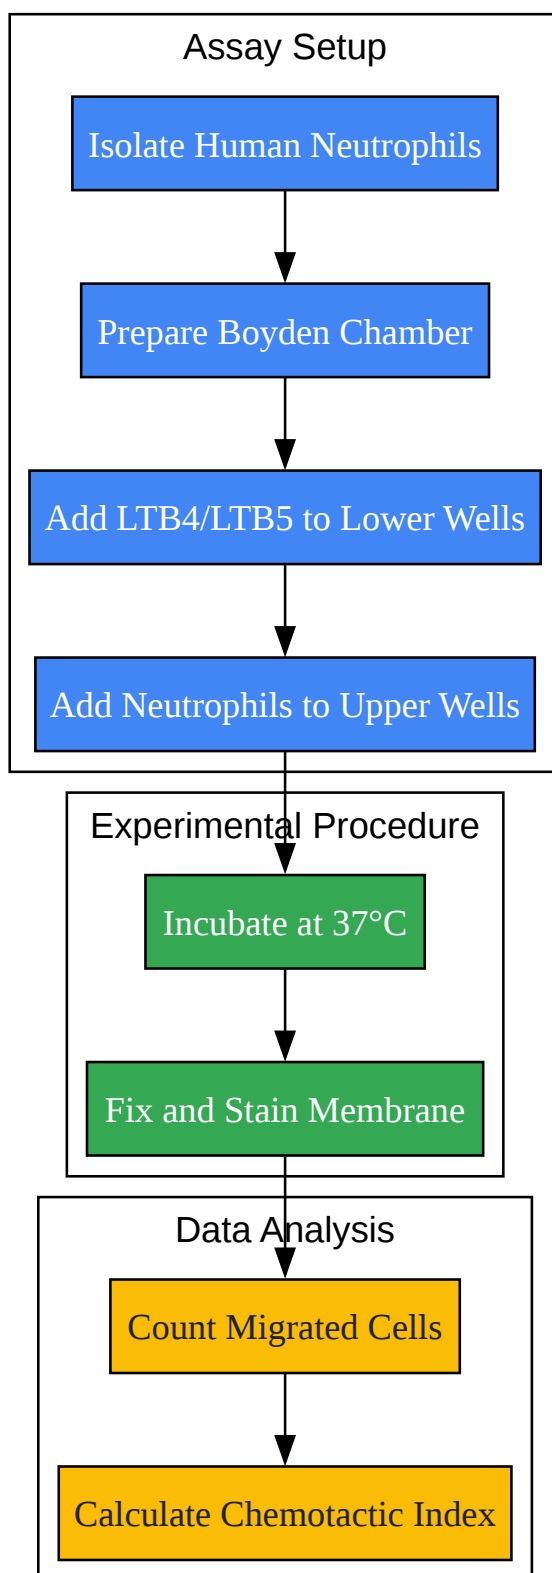 Assay Setup
Isolate Human Neutrophils
Prepare Boyden Chamber
Add LTB4/LTB5 to Lower Wells
Add Neutrophils to Upper Wells
Experimental Procedure
Incubate at 37°C
Fix and Stain Membrane
Data Analysis
Count Migrated Cells
Calculate Chemotactic Index